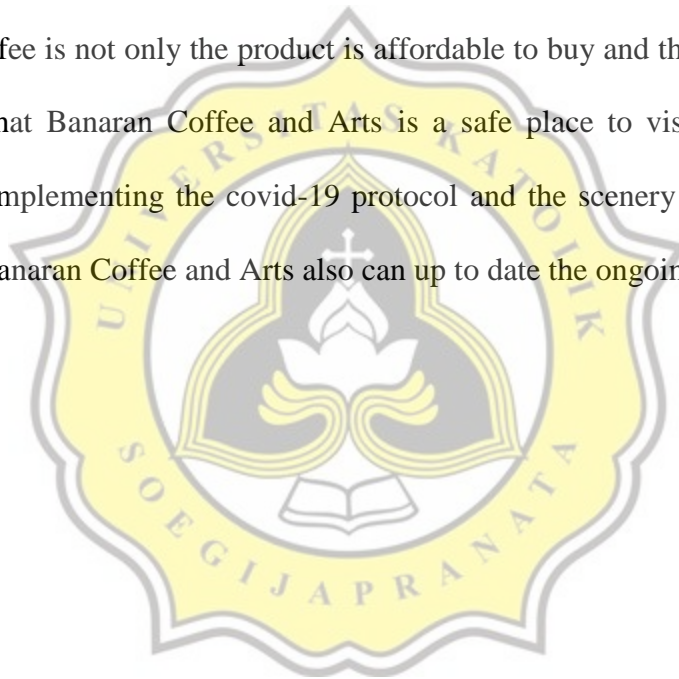 fee is not only the product is affordable to buy and th
hat Banaran Coffee and Arts is a safe place to vis
mplementing the covid-19 protocol and the scenery
anaran Coffee and Arts also can up to date the ongoin
UNIVERSITAS KATOLIK
SOEGIJAPRANATA